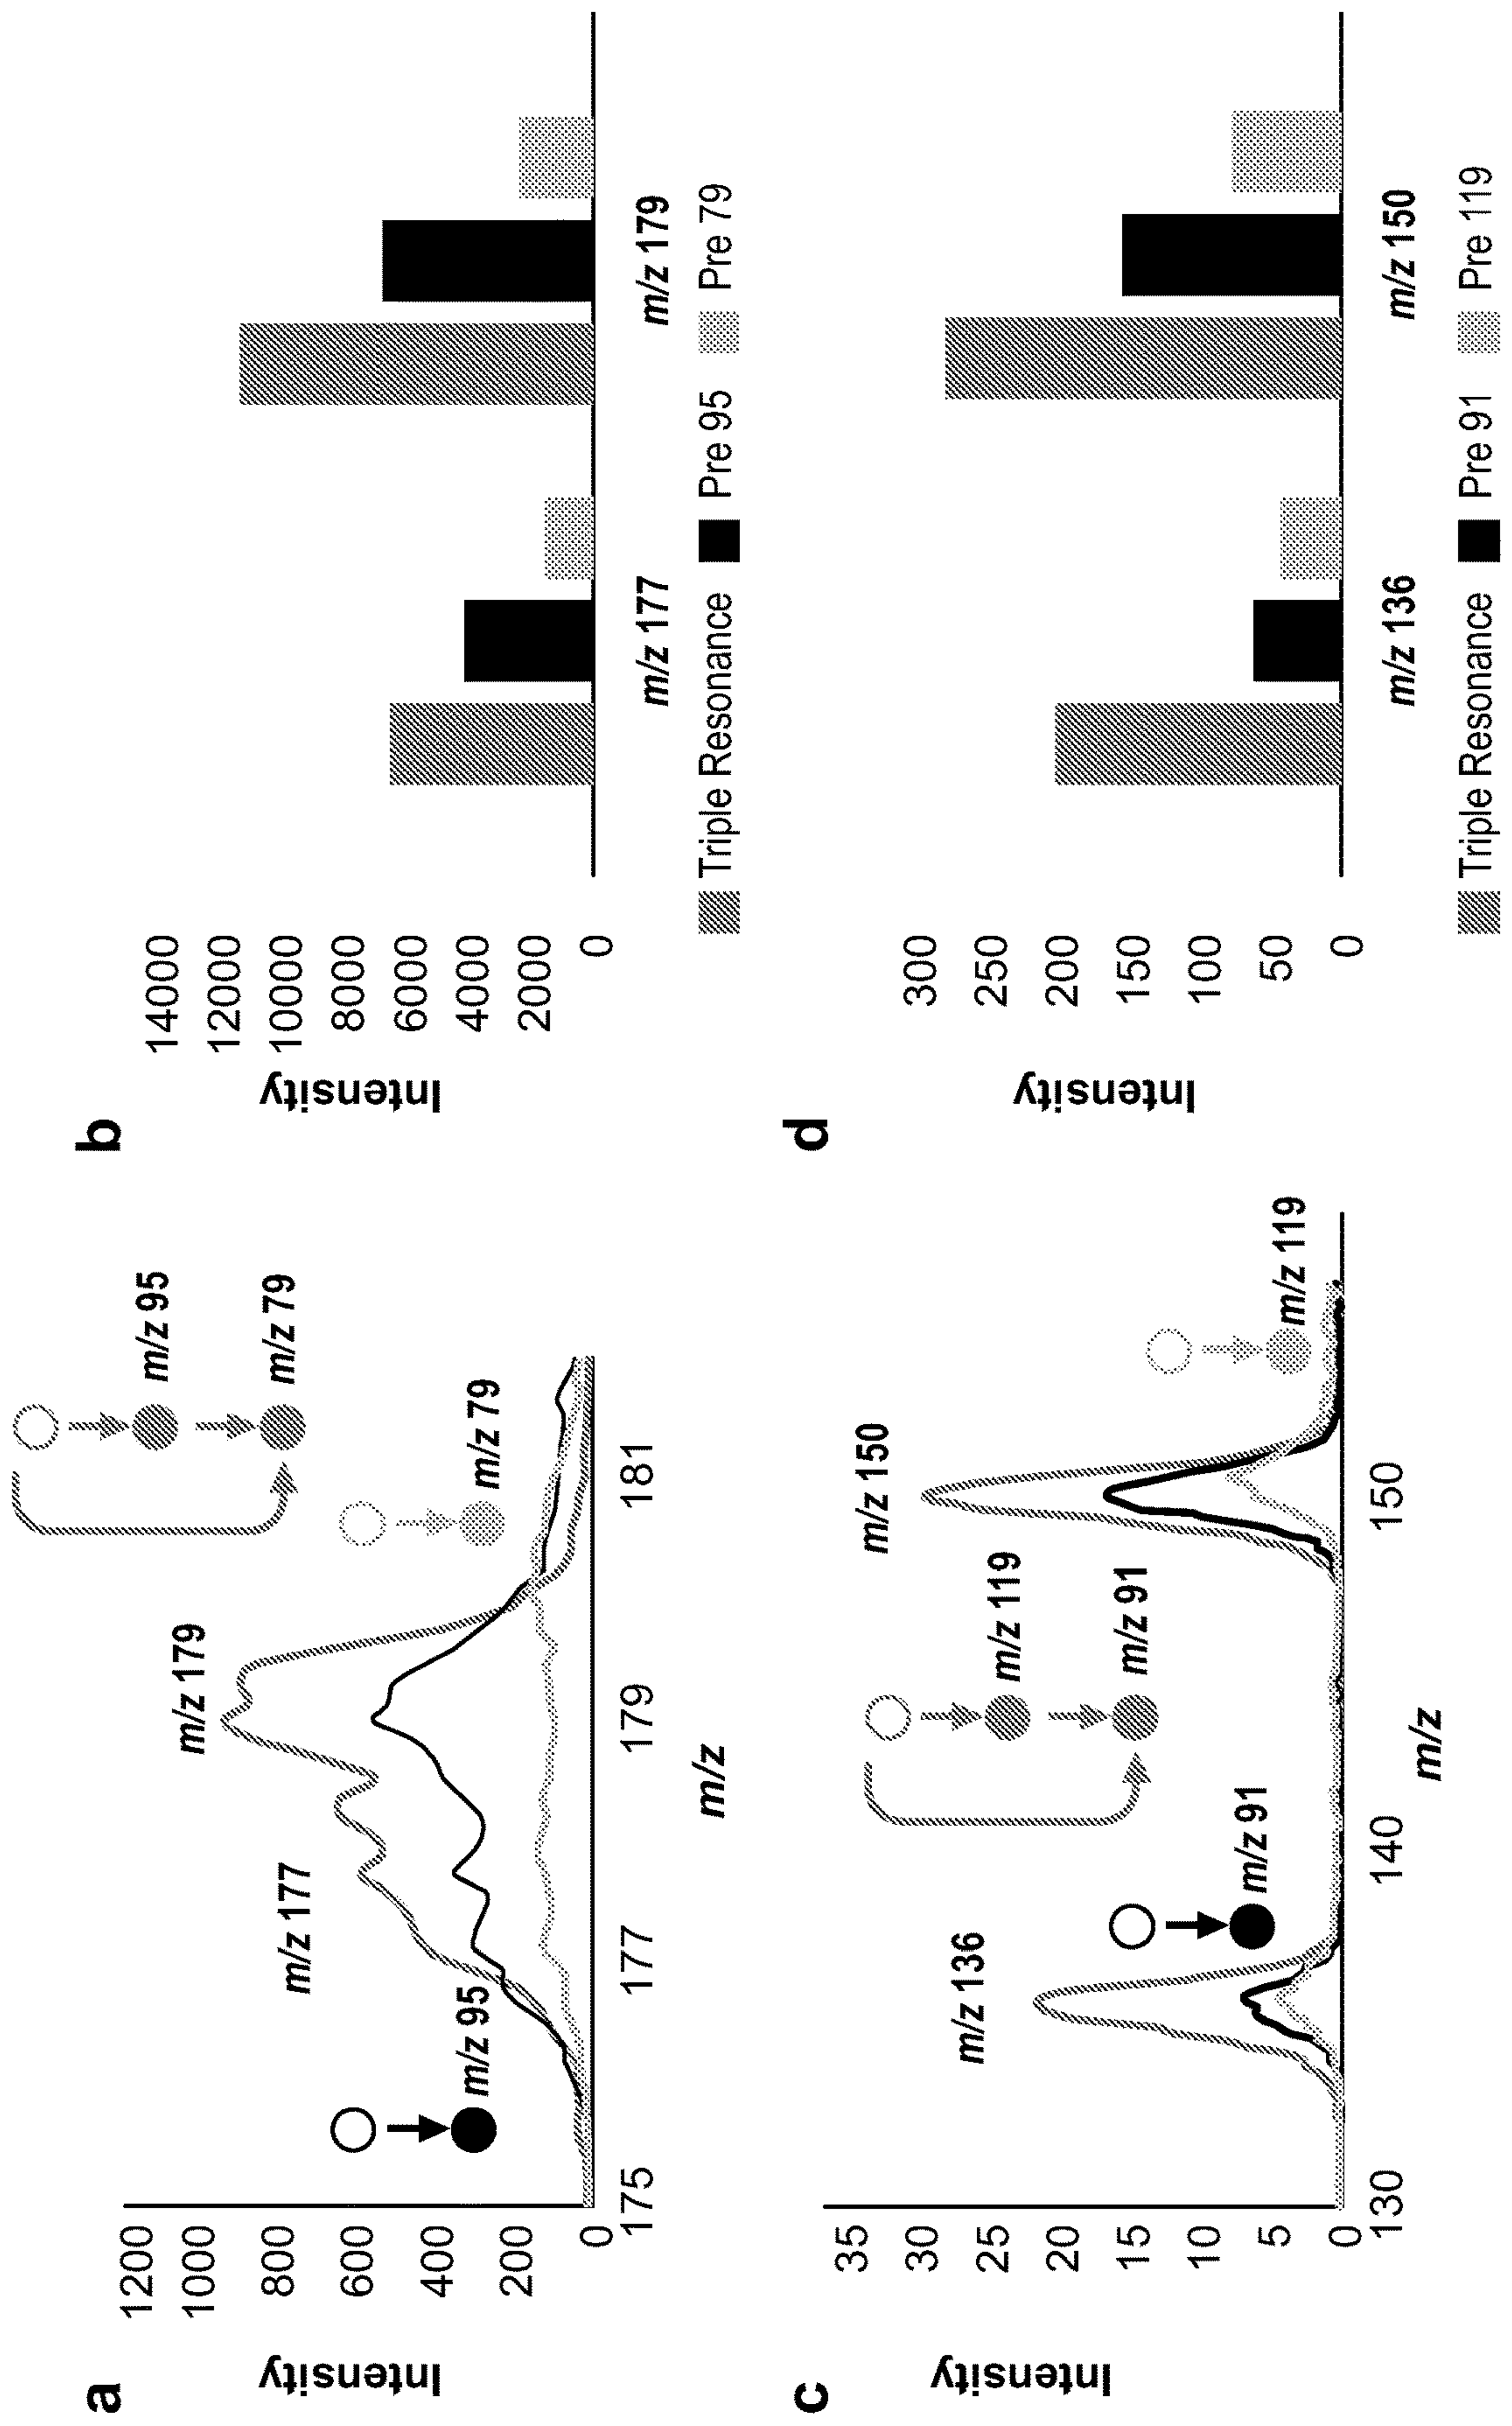 a
Intensity
1200
1000
800
600
400
200
0
175
177
179
181
m/z
m/z 95
m/z 177
m/z 179
m/z 79
m/z 95
m/z 79
b
Intensity
14000
12000
10000
8000
6000
4000
2000
0
m/z 177
m/z 179
Triple Resonance
Pre 95
Pre 79
c
Intensity
35
30
25
20
15
10
5
0
130
140
150
m/z
m/z 136
m/z 91
m/z 119
m/z 91
m/z 150
m/z 119
d
Intensity
300
250
200
150
100
50
0
m/z 136
m/z 150
Triple Resonance
Pre 91
Pre 119